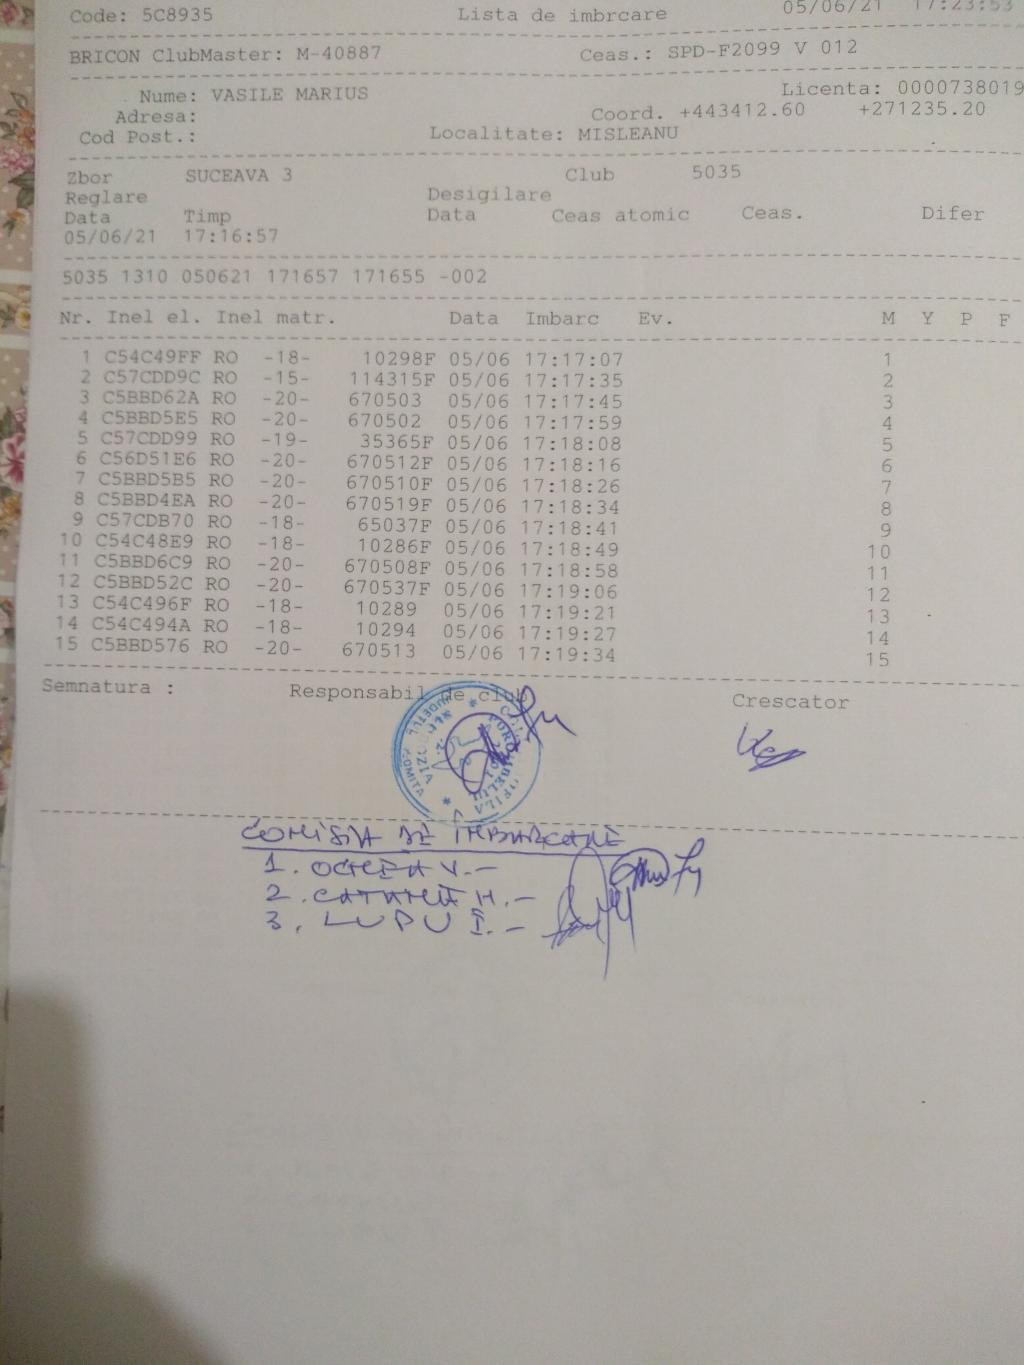 Code: 5C8935 Lista de imbrcare 05/06/21 17:23:53
BRICON ClubMaster: M-40887 Ceas.: SPD-F2099 V 012
Nume: VASILE MARIUS Licenta: 0000738019
Adresa: Coord. +443412.60 +271235.20
Cod Post.: Localitate: MISLEANU
Zbor SUCEAVA 3 Club 5035
Reglare Desigilare
Data Timp Data Ceas atomic Ceas. Difer
05/06/21 17:16:57
5035 1310 050621 171657 171655 -002
Nr. Inel el. Inel matr. Data Imbarc Ev. M Y P F
1 C54C49FF RO -18- 10298F 05/06 17:17:07 1
2 C57CDD9C RO -15- 114315F 05/06 17:17:35 2
3 C5BBD62A RO -20- 670503 05/06 17:17:45 3
4 C5BBD5E5 RO -20- 670502 05/06 17:17:59 4
5 C57CDD99 RO -19- 35365F 05/06 17:18:08 5
6 C56D51E6 RO -20- 670512F 05/06 17:18:16 6
7 C5BBD5B5 RO -20- 670510F 05/06 17:18:26 7
8 C5BBD4EA RO -20- 670519F 05/06 17:18:34 8
9 C57CDB70 RO -18- 65037F 05/06 17:18:41 9
10 C54C48E9 RO -18- 10286F 05/06 17:18:49 10
11 C5BBD6C9 RO -20- 670508F 05/06 17:18:58 11
12 C5BBD52C RO -20- 670537F 05/06 17:19:06 12
13 C54C496F RO -18- 10289 05/06 17:19:21 13
14 C54C494A RO -18- 10294 05/06 17:19:27 14
15 C5BBD576 RO -20- 670513 05/06 17:19:34 15
Semnatura : Responsabil de club Crescator
COMISIA DE IMBARCARE
1. OCHEA V.-
2. H.-
3. LUPU I.-